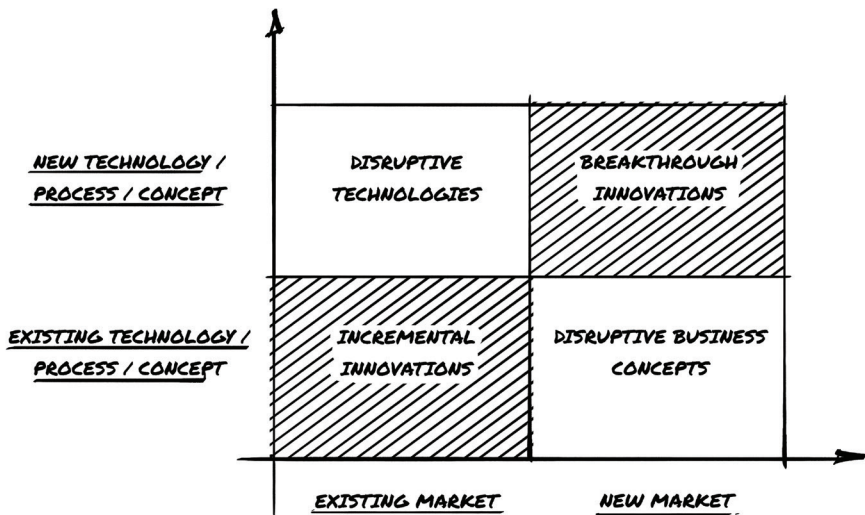 NEW TECHNOLOGY /
PROCESS / CONCEPT
DISRUPTIVE
TECHNOLOGIES
BREAKTHROUGH
INNOVATIONS
EXISTING TECHNOLOGY /
PROCESS / CONCEPT
INCREMENTAL
INNOVATIONS
DISRUPTIVE BUSINESS
CONCEPTS
EXISTING MARKET
NEW MARKET